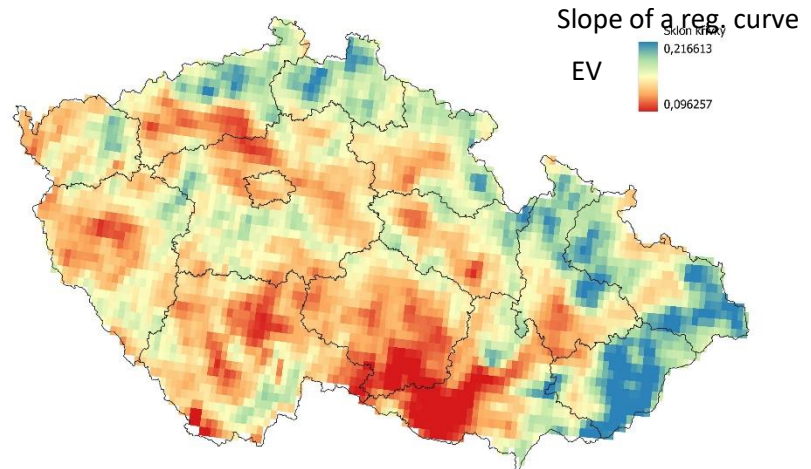 Slope of a reg. curve
Sklon křivky
0,216613
EV
0,096257